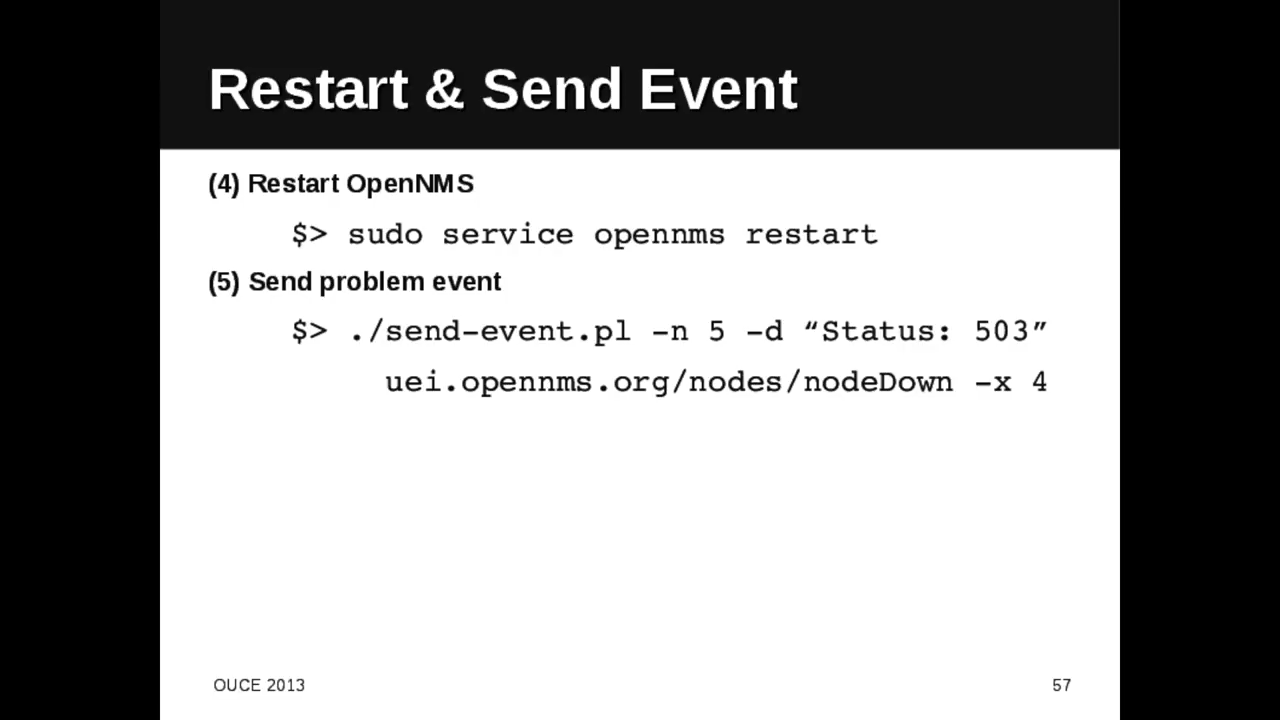 Restart & Send Event
(4) Restart OpenNMS
$> sudo service opennms restart
(5) Send problem event
$> ./send-event.pl -n 5 -d “Status: 503”
uei.opennms.org/nodes/nodeDown -x 4
OUCE 2013
57